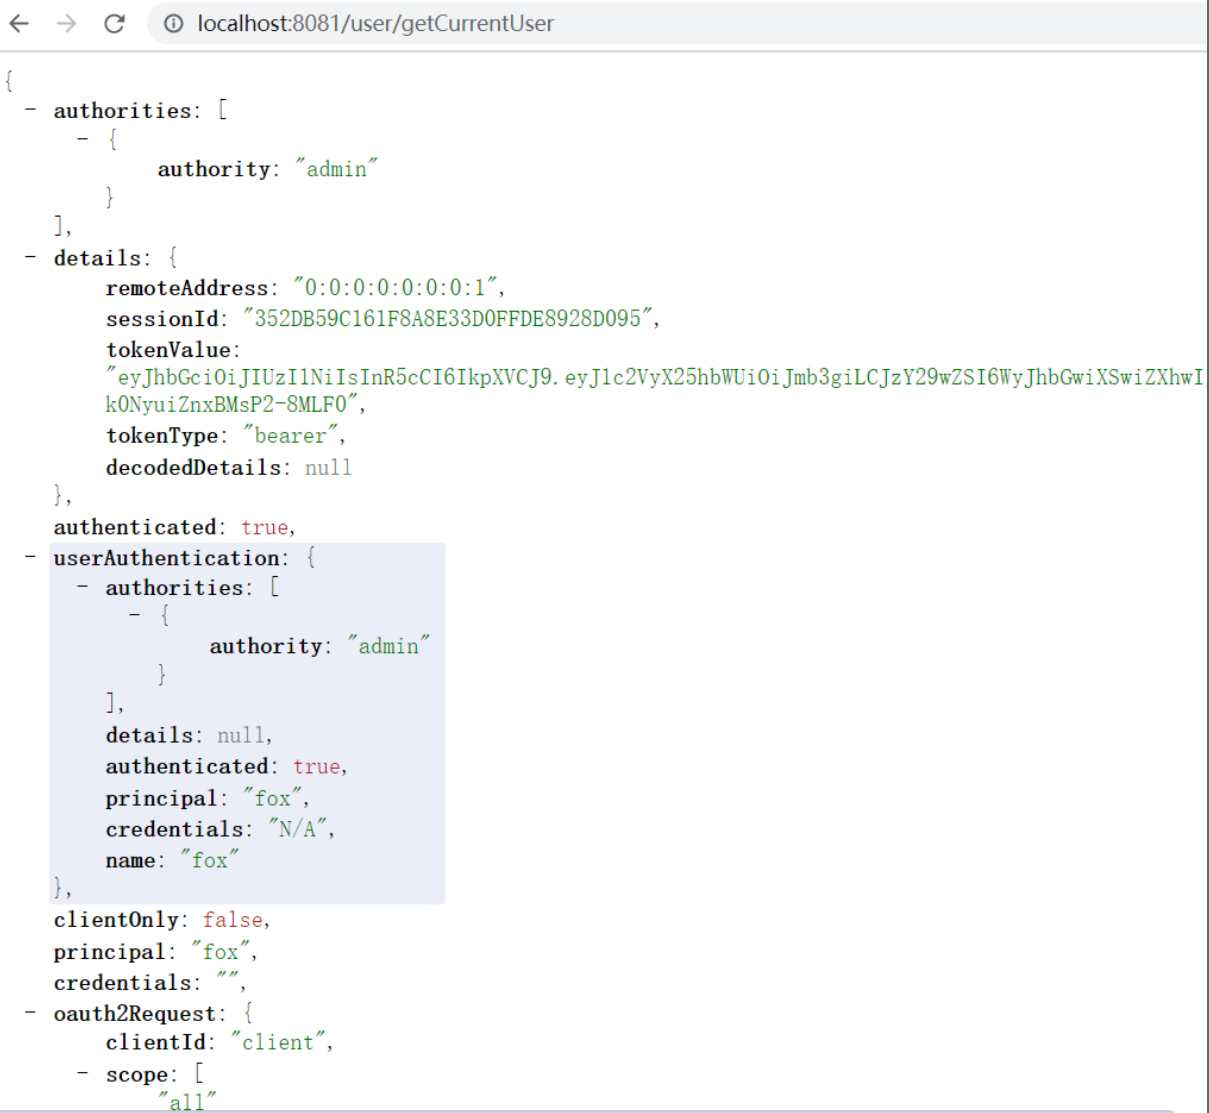 localhost:8081/user/getCurrentUser
{
- authorities: [
- {
authority: "admin"
}
],
- details: {
remoteAddress: "0:0:0:0:0:0:0:1",
sessionId: "352DB59C161F8A8E33D0FFDE8928D095",
tokenValue:
"eyJhbGciOiJIUzI1NiIsInR5cCI6IkpXVCJ9.eyJ1c2VyX25hbWUiOiJmb3giLCJzY29wZSI6WyJhbGwiXSwiZXhwI
k0NyuiZnxBMsP2-8MLF0",
tokenType: "bearer",
decodedDetails: null
},
authenticated: true,
- userAuthentication: {
- authorities: [
- {
authority: "admin"
}
],
details: null,
authenticated: true,
principal: "fox",
credentials: "N/A",
name: "fox"
},
clientOnly: false,
principal: "fox",
credentials: "",
- oauth2Request: {
clientId: "client",
- scope: [
"all"